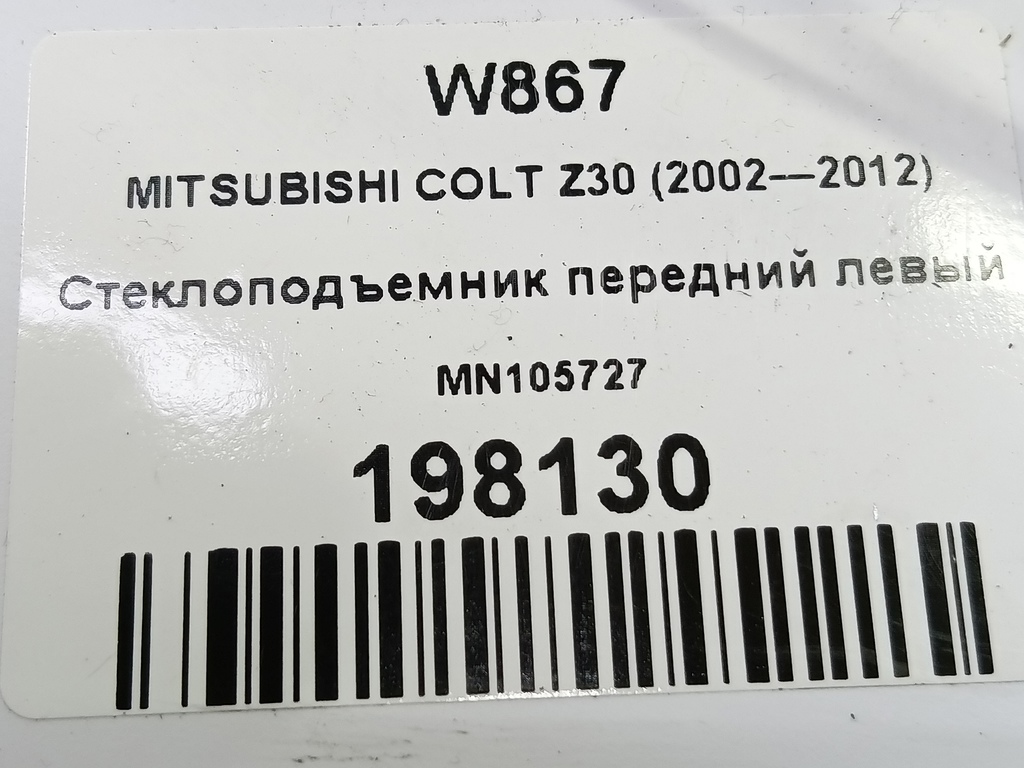 W867
MITSUBISHI COLT Z30 (2002—2012)
Стеклоподъемник передний левый
MN105727
198130